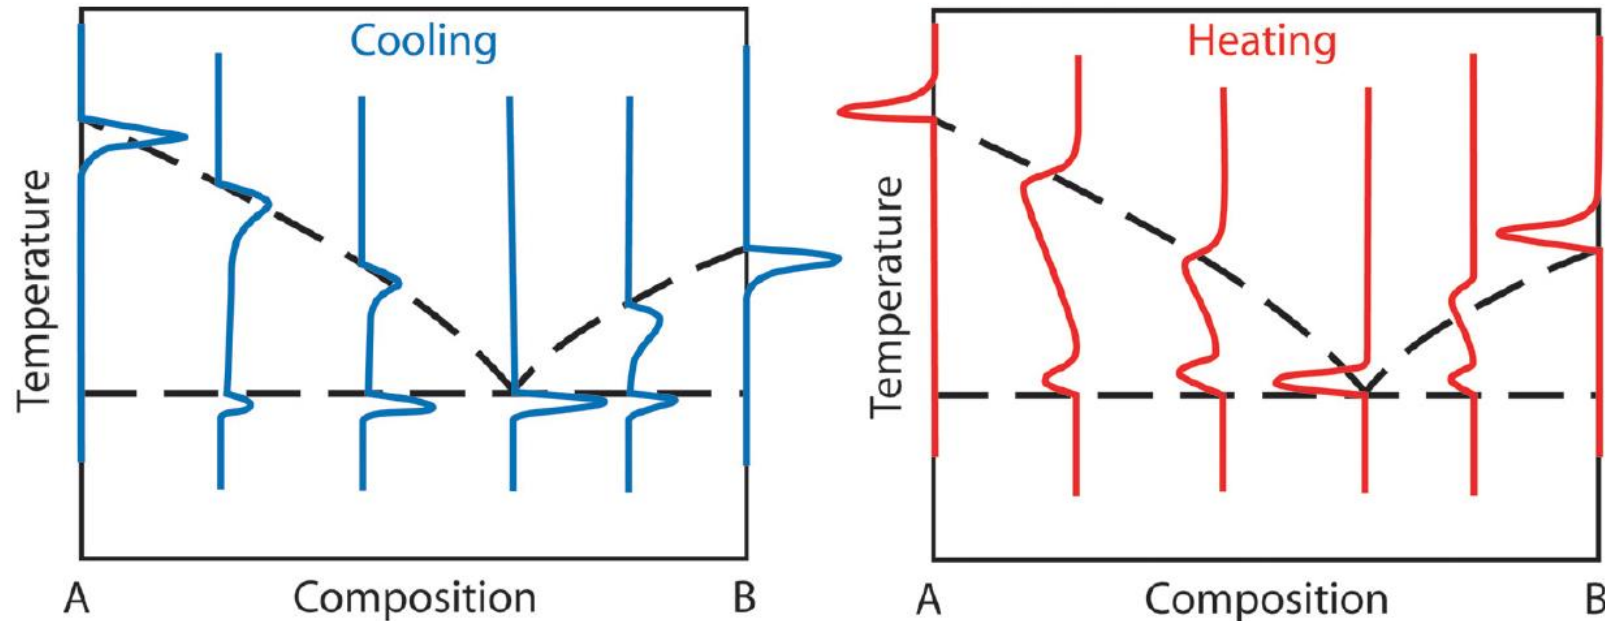 Cooling
Temperature
A
Composition
B
Heating
Temperature
A
Composition
B